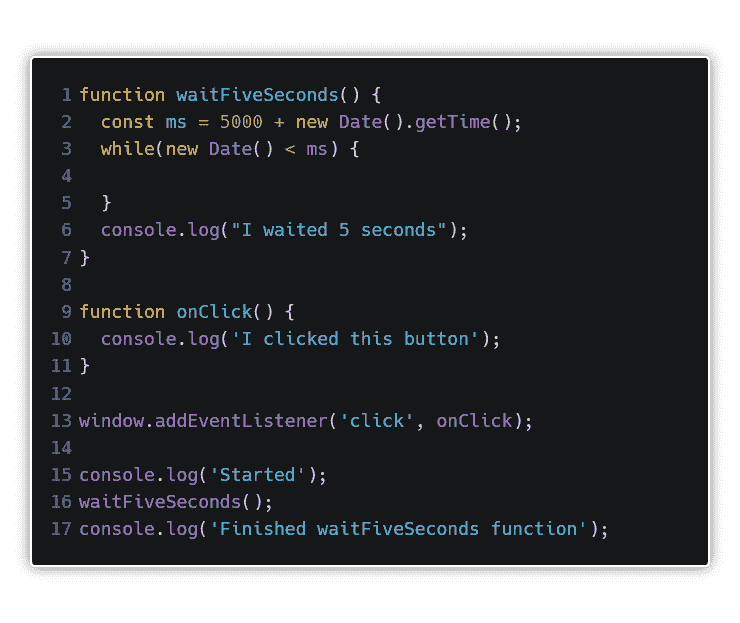 1 function waitFiveSeconds() {
2   const ms = 5000 + new Date().getTime();
3   while(new Date() < ms) {
4
5   }
6   console.log("I waited 5 seconds");
7 }
8
9 function onClick() {
10   console.log('I clicked this button');
11 }
12
13 window.addEventListener('click', onClick);
14
15 console.log('Started');
16 waitFiveSeconds();
17 console.log('Finished waitFiveSeconds function');